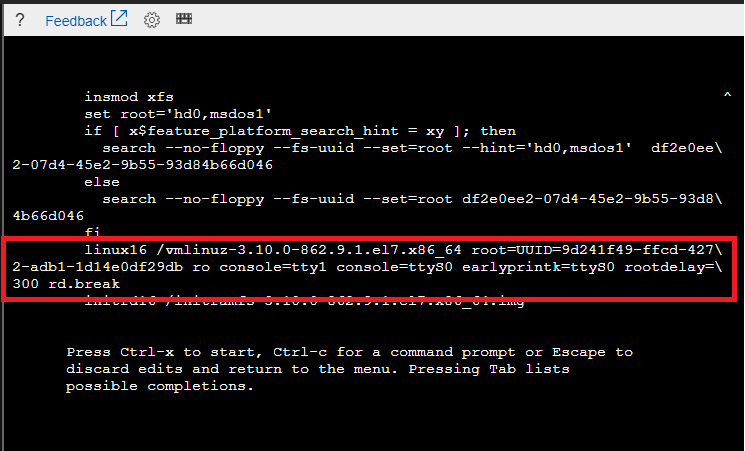 ? Feedback
insmod xfs
set root='hd0,msdos1'
if [ x$feature_platform_search_hint = xy ]; then
search --no-floppy --fs-uuid --set=root --hint='hd0,msdos1' df2e0ee\
2-07d4-45e2-9b55-93d84b66d046
else
search --no-floppy --fs-uuid --set=root df2e0ee2-07d4-45e2-9b55-93d8\
4b66d046
fi
linux16 /vmlinuz-3.10.0-862.9.1.el7.x86_64 root=UUID=9d241f49-ffcd-427\
2-adb1-1d14e0df29db ro console=tty1 console=ttyS0 earlyprintk=ttyS0 rootdelay=\
300 rd.break
initrd16 /initramfs-3.10.0-862.9.1.el7.x86_64.img
Press Ctrl-x to start, Ctrl-c for a command prompt or Escape to
discard edits and return to the menu. Pressing Tab lists
possible completions.